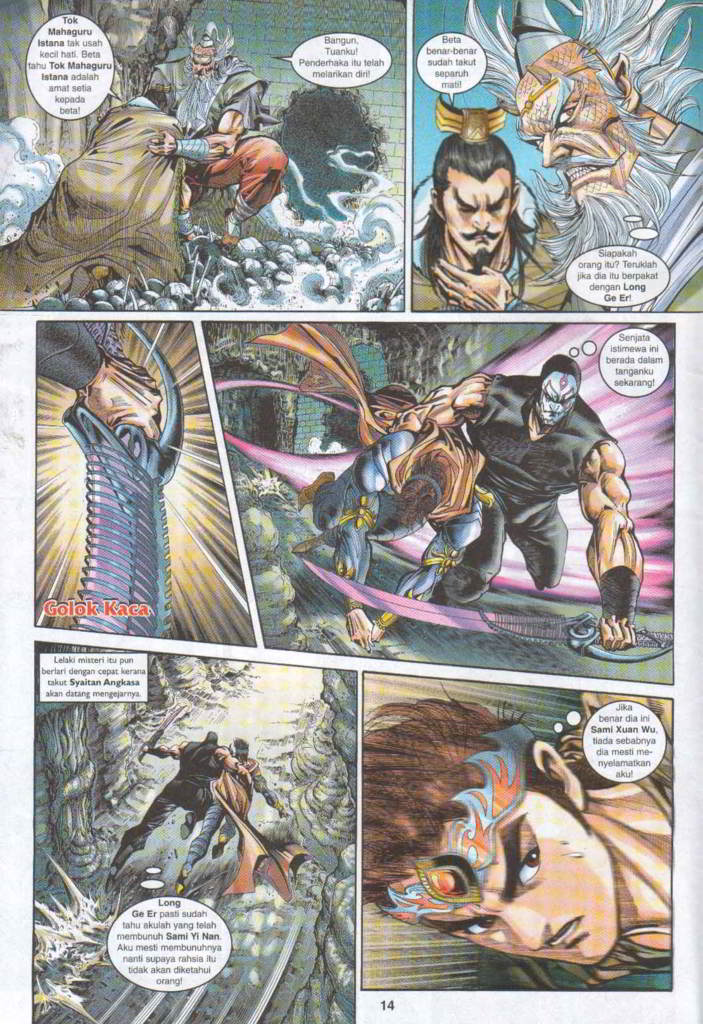 Tok
Mahaguru
Istana tak usah
kecil hati. Beta
tahu Tok Mahaguru
Istana adalah
amat setia
kepada
beta!
Bangun,
Tuanku!
Penderhaka itu telah
melarikan diri!
Beta
benar-benar
sudah takut
separuh
mati!
Siapakah
orang itu? Teruklah
jika dia itu berpakat
dengan Long
Ge Er!
Golok Kaca
Senjata
istimewa ini
berada dalam
tanganku
sekarang!
Lelaki misteri itu pun
berlari dengan cepat kerana
takut Syaitan Angkasa
akan datang mengejarnya.
Long
Ge Er pasti sudah
tahu akulah yang telah
membunuh Sami Yi Nan.
Aku mesti membunuhnya
nanti supaya rahsia itu
tidak akan diketahui
orang!
Jika
benar dia ini
Sami Xuan Wu,
tiada sebabnya
dia mesti me-
nyelamatkan
aku!
14